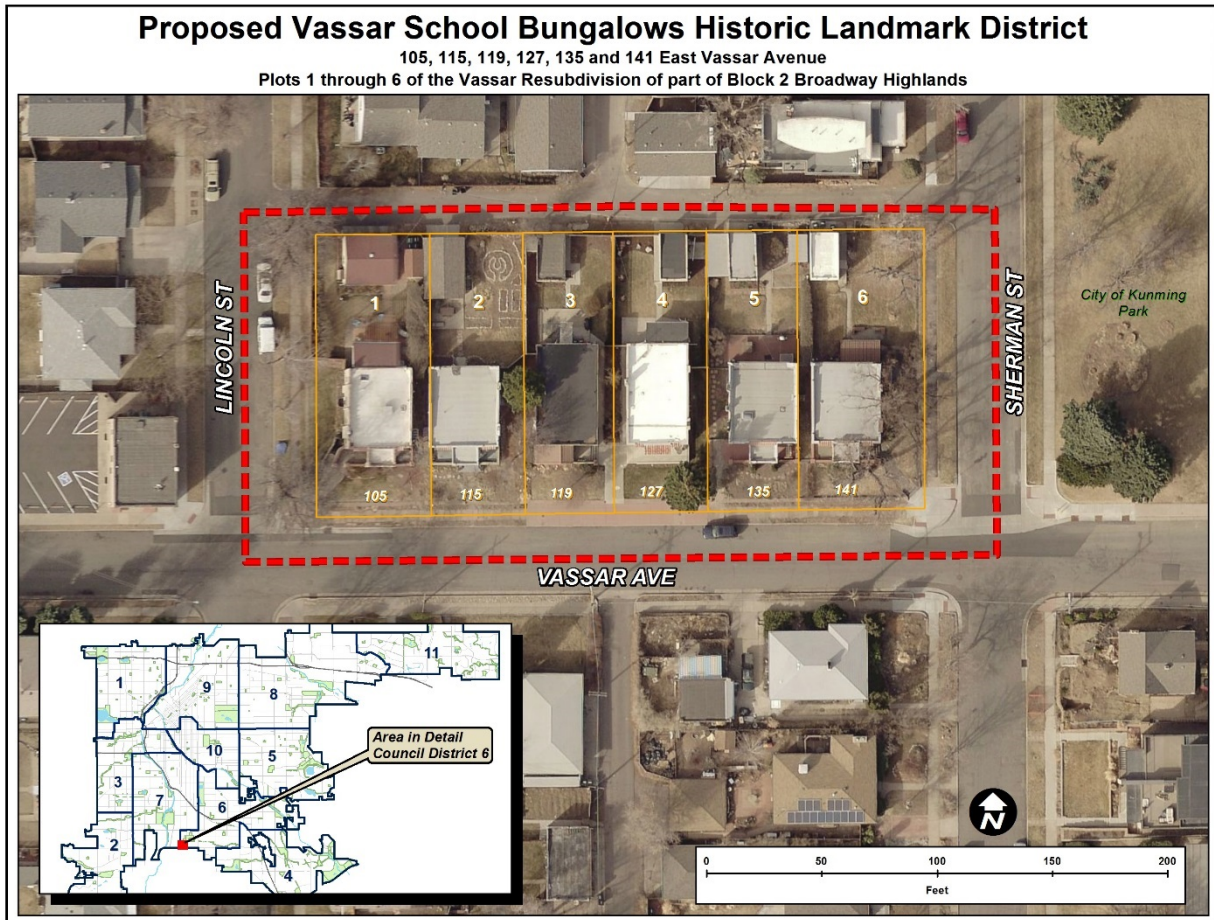 Proposed Vassar School Bungalows Historic Landmark District
105, 115, 119, 127, 135 and 141 East Vassar Avenue
Plots 1 through 6 of the Vassar Resubdivision of part of Block 2 Broadway Highlands
LINCOLN ST
1
2
3
4
5
6
City of Kunming
Park
SHERMAN ST
105
115
119
127
135
141
VASSAR AVE
11
1
9
8
10
5
Area in Detail
Council District 6
3
7
6
2
4
N
0
50
100
150
200
Feet